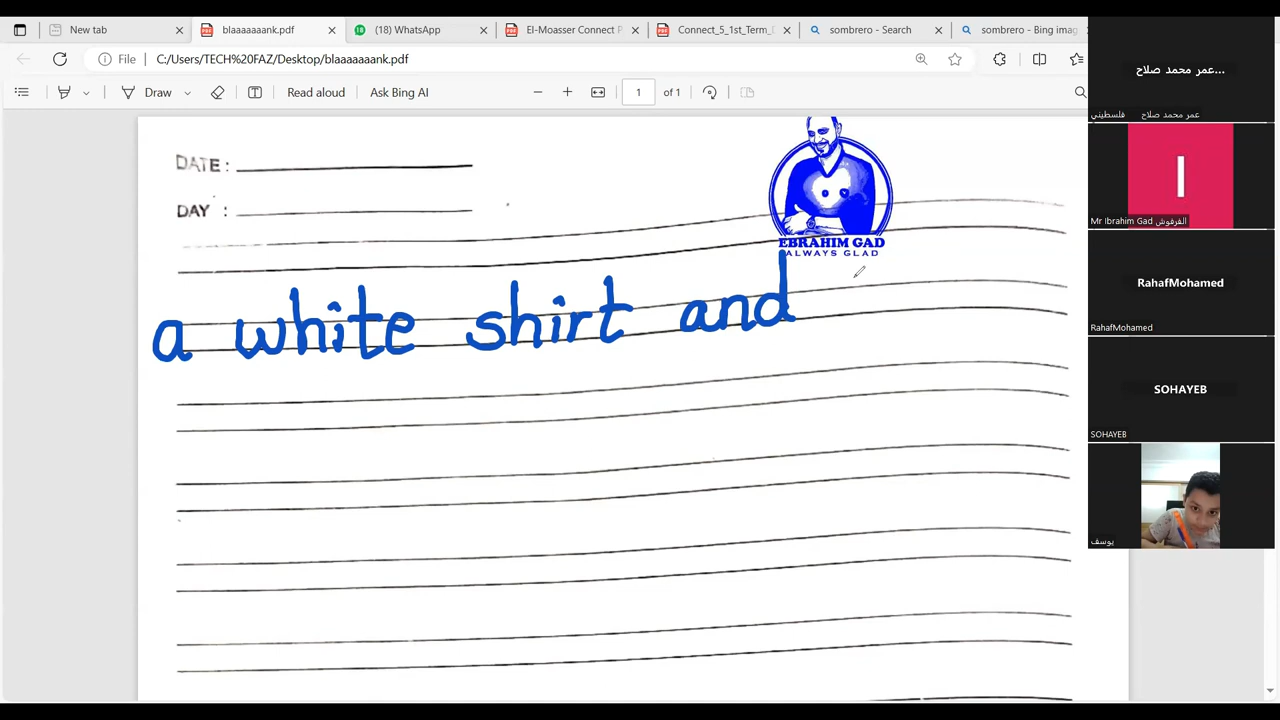 New tab
blaaaaaaank.pdf
(18) WhatsApp
El-Moasser Connect P
Connect_5_1st_Term_D
sombrero - Search
sombrero - Bing imag
File
C:/Users/TECH%20FAZ/Desktop/blaaaaaaank.pdf
Draw
Read aloud
Ask Bing AI
1
of 1
DATE :
DAY :
EBRAHIM GAD
ALWAYS GLAD
a white shirt and
عمر محمد صلاح...
عمر محمد صلاح فلسطيني
Mr Ibrahim Gad القرفوش
RahafMohamed
RahafMohamed
SOHAYEB
SOHAYEB
يوسف